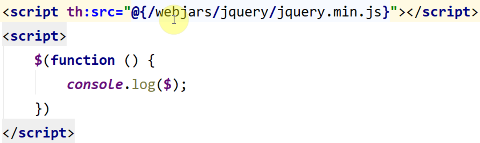 <script th:src="@{/webjars/jquery/jquery.min.js}"></script>
<script>
    $(function () {
        console.log($);
    })
</script>